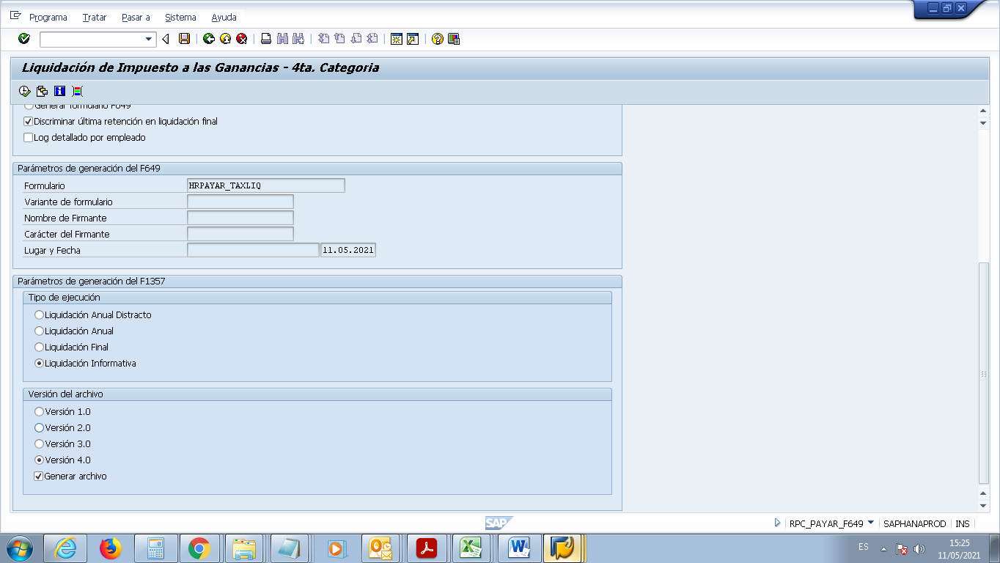 Programa Tratar Pasar a Sistema Ayuda
Liquidación de Impuesto a las Ganancias - 4ta. Categoria
Generar formulario F649
Discriminar última retención en liquidación final
Log detallado por empleado
Parámetros de generación del F649
Formulario HRPAYAR_TAXLIQ
Variante de formulario
Nombre de Firmante
Carácter del Firmante
Lugar y Fecha 11.05.2021
Parámetros de generación del F1357
Tipo de ejecución
Liquidación Anual Distracto
Liquidación Anual
Liquidación Final
Liquidación Informativa
Versión del archivo
Versión 1.0
Versión 2.0
Versión 3.0
Versión 4.0
Generar archivo
SAP RPC_PAYAR_F649 SAPHANAPROD INS
ES 15:25
11/05/2021